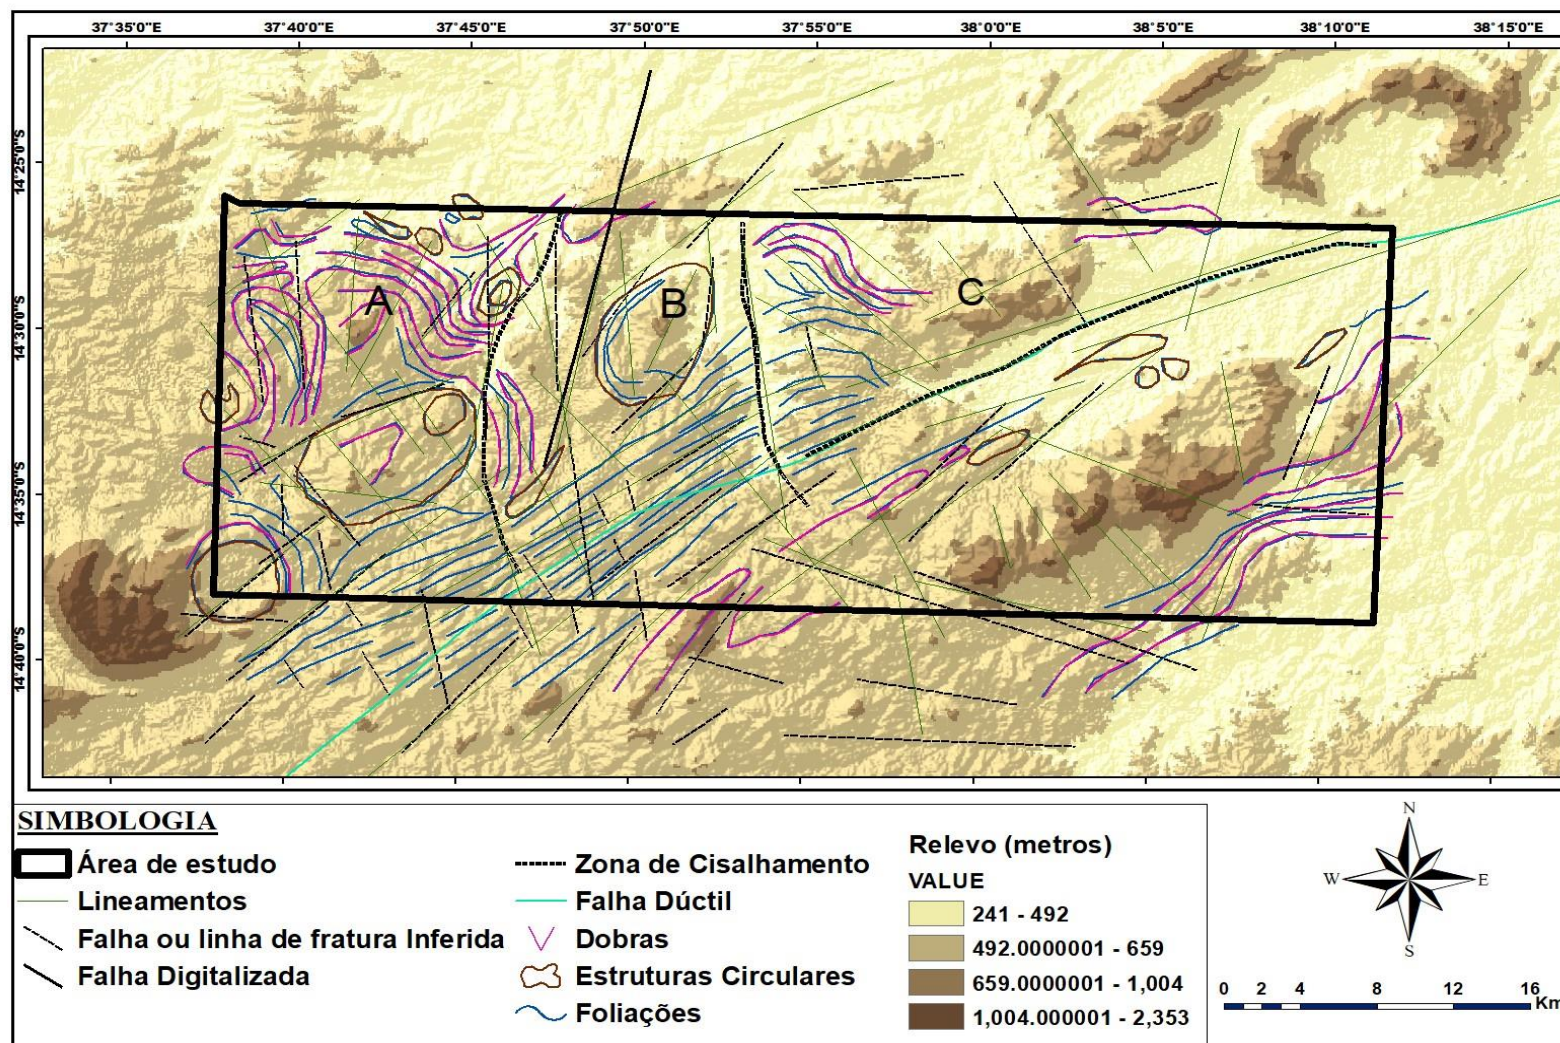 37°35'0"E 37°40'0"E 37°45'0"E 37°50'0"E 37°55'0"E 38°0'0"E 38°5'0"E 38°10'0"E 38°15'0"E
14°25'0"S
14°30'0"S
14°35'0"S
14°40'0"S
A
B
C
SIMBOLOGIA
Área de estudo
Lineamentos
Falha ou linha de fratura Inferida
Falha Digitalizada
Zona de Cisalhamento
Falha Dúctil
Dobras
Estruturas Circulares
Foliações
Relevo (metros)
VALUE
241 - 492
492.0000001 - 659
659.0000001 - 1,004
1,004.000001 - 2,353
N
W E
S
0 2 4 8 12 16
Km